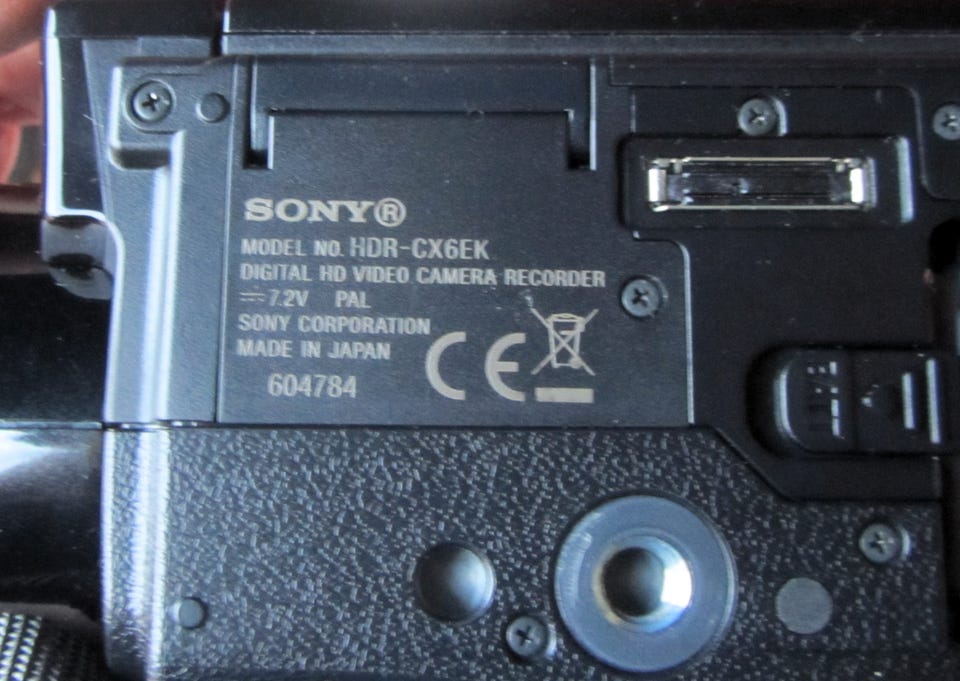 SONY®
MODEL NO. HDR-CX6EK
DIGITAL HD VIDEO CAMERA RECORDER
⎓ 7.2V PAL
SONY CORPORATION
MADE IN JAPAN
604784
CE